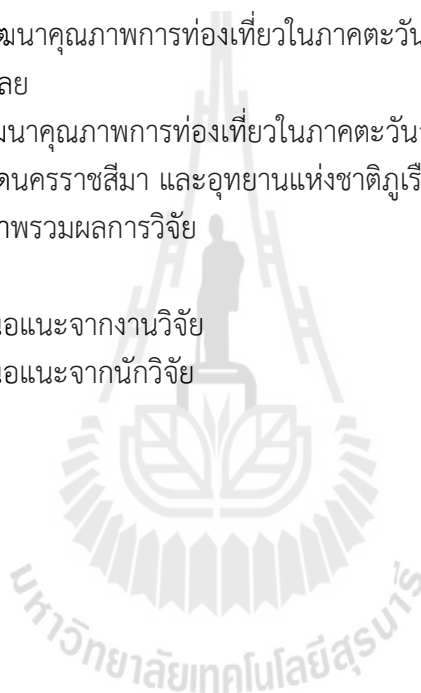 ฒนาคุณภาพการท่องเที่ยวในภาคตะวัน
ลย
มนาคุณภาพการท่องเที่ยวในภาคตะวัน
ดนครราชสีมา และอุทยานแห่งชาติภูเรื
าพรวมผลการวิจัย
นอแนะจากงานวิจัย
นอแนะจากนักวิจัย
มหาวิทยาลัยเทคโนโลยีสุรนารี